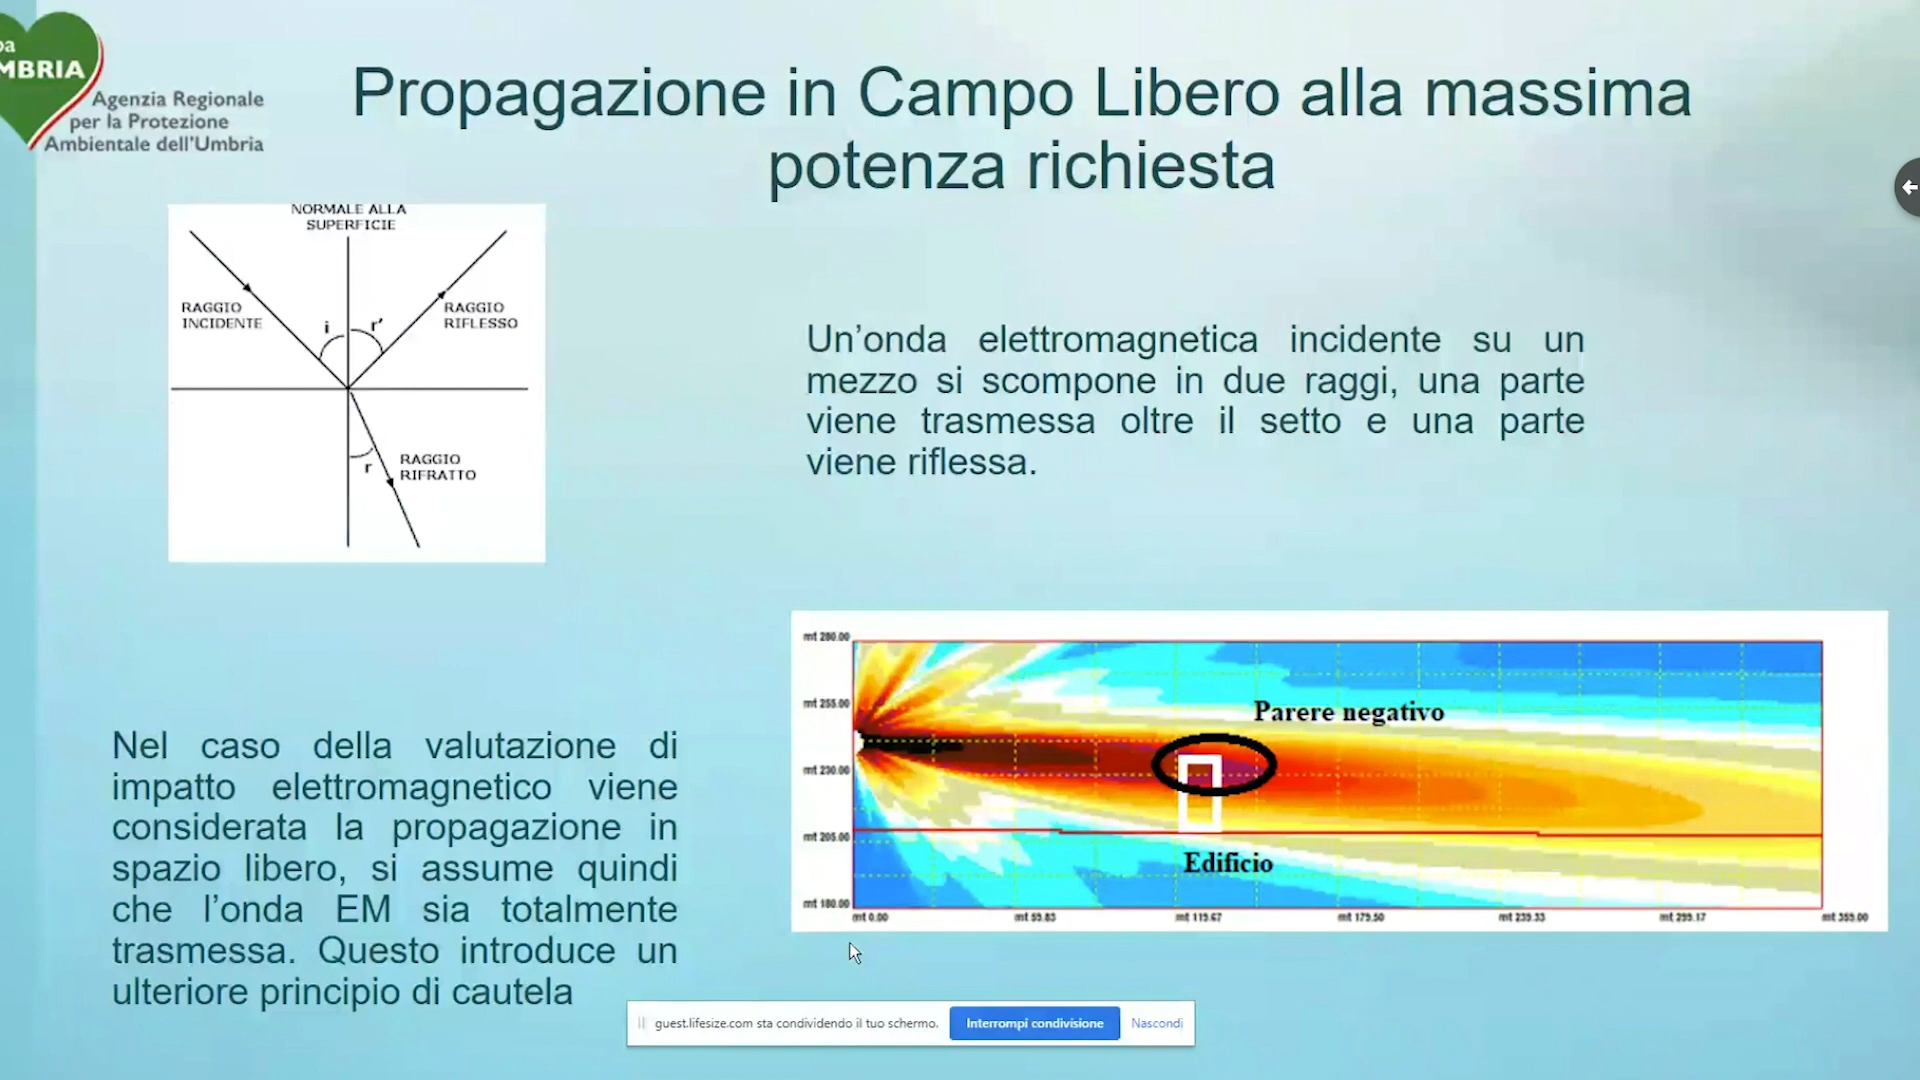 pa
MBRIA
Agenzia Regionale
per la Protezione
Ambientale dell'Umbria
Propagazione in Campo Libero alla massima
potenza richiesta
NORMALE ALLA
SUPERFICIE
RAGGIO
INCIDENTE
i
r'
RAGGIO
RIFLESSO
r
RAGGIO
RIFRATTO
Un'onda elettromagnetica incidente su un
mezzo si scompone in due raggi, una parte
viene trasmessa oltre il setto e una parte
viene riflessa.
Nel caso della valutazione di
impatto elettromagnetico viene
considerata la propagazione in
spazio libero, si assume quindi
che l'onda EM sia totalmente
trasmessa. Questo introduce un
ulteriore principio di cautela
mt 280.00
mt 255.00
mt 230.00
mt 205.00
mt 180.00
Parere negativo
Edificio
mt 0.00
mt 59.83
mt 119.67
mt 179.50
mt 239.33
mt 299.17
mt 359.00
guest.lifesize.com sta condividendo il tuo schermo.
Interrompi condivisione
Nascondi